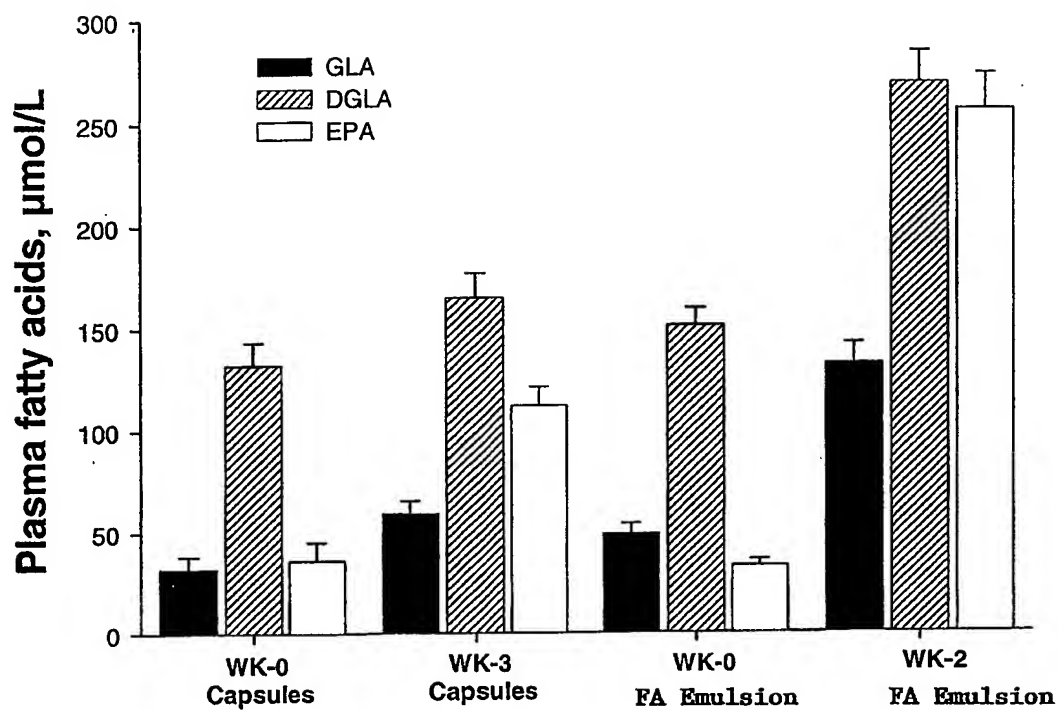 Plasma fatty acids, µmol/L
300
250
200
150
100
50
0
GLA
DGLA
EPA
WK-0
Capsules
WK-3
Capsules
WK-0
FA Emulsion
WK-2
FA Emulsion